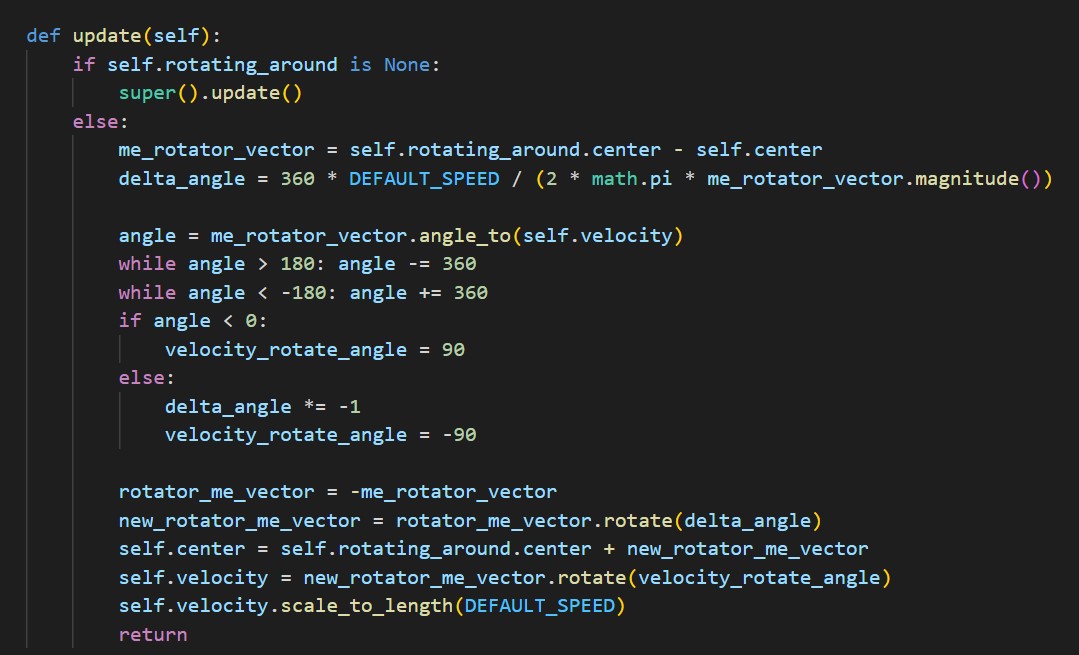 def update(self):
    if self.rotating_around is None:
        super().update()
    else:
        me_rotator_vector = self.rotating_around.center - self.center
        delta_angle = 360 * DEFAULT_SPEED / (2 * math.pi * me_rotator_vector.magnitude())

        angle = me_rotator_vector.angle_to(self.velocity)
        while angle > 180: angle -= 360
        while angle < -180: angle += 360
        if angle < 0:
            velocity_rotate_angle = 90
        else:
            delta_angle *= -1
            velocity_rotate_angle = -90

        rotator_me_vector = -me_rotator_vector
        new_rotator_me_vector = rotator_me_vector.rotate(delta_angle)
        self.center = self.rotating_around.center + new_rotator_me_vector
        self.velocity = new_rotator_me_vector.rotate(velocity_rotate_angle)
        self.velocity.scale_to_length(DEFAULT_SPEED)
        return